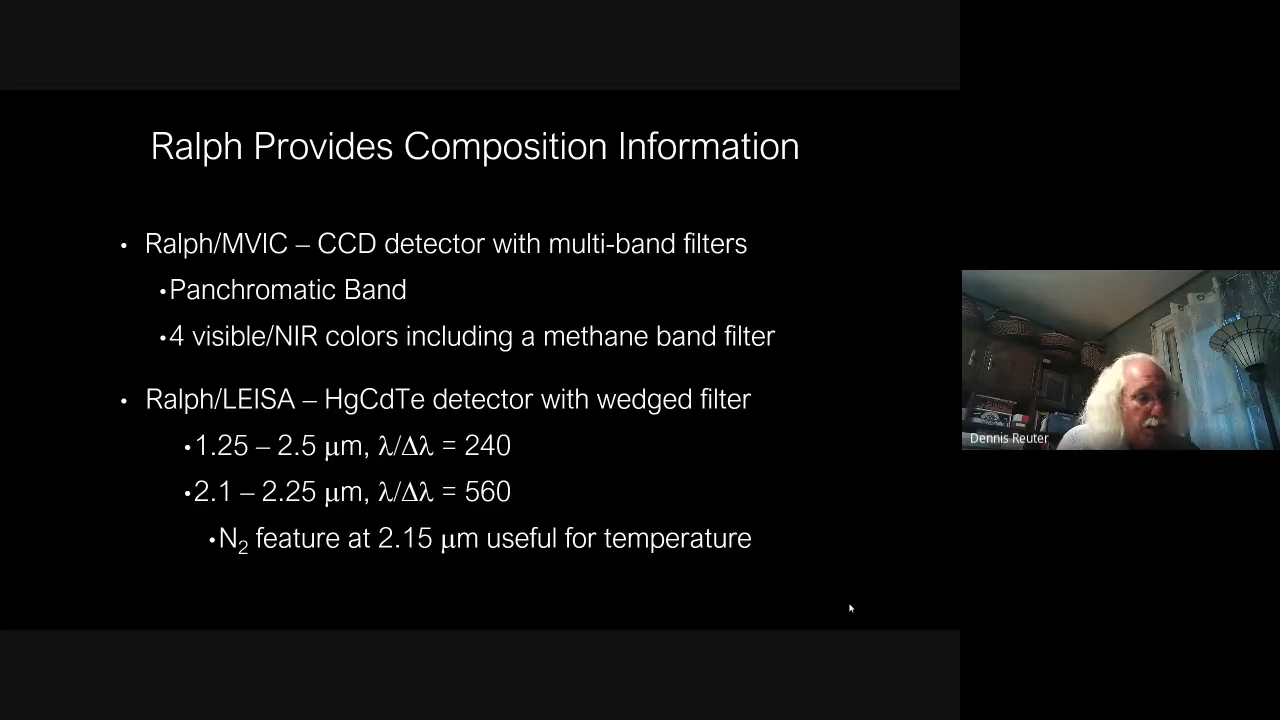 Ralph Provides Composition Information
• Ralph/MVIC – CCD detector with multi-band filters
•Panchromatic Band
•4 visible/NIR colors including a methane band filter
• Ralph/LEISA – HgCdTe detector with wedged filter
•1.25 – 2.5 μm, λ/Δλ = 240
•2.1 – 2.25 μm, λ/Δλ = 560
•N₂ feature at 2.15 μm useful for temperature
Dennis Reuter